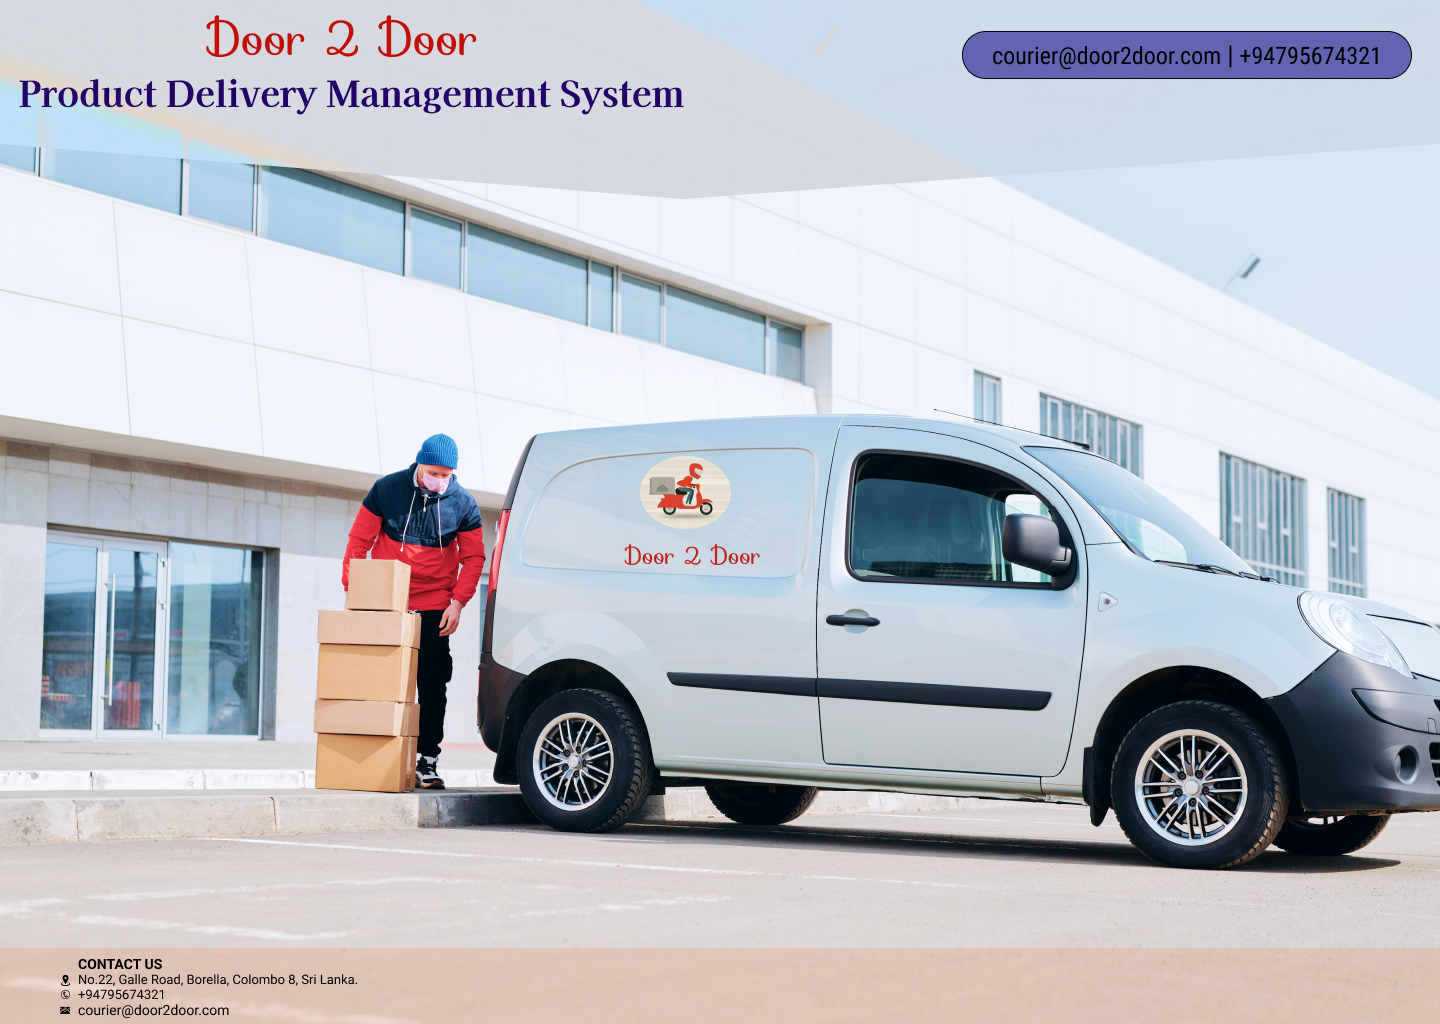 Door 2 Door
Product Delivery Management System
courier@door2door.com | +94795674321
Door 2 Door
CONTACT US
No.22, Galle Road, Borella, Colombo 8, Sri Lanka.
+94795674321
courier@door2door.com